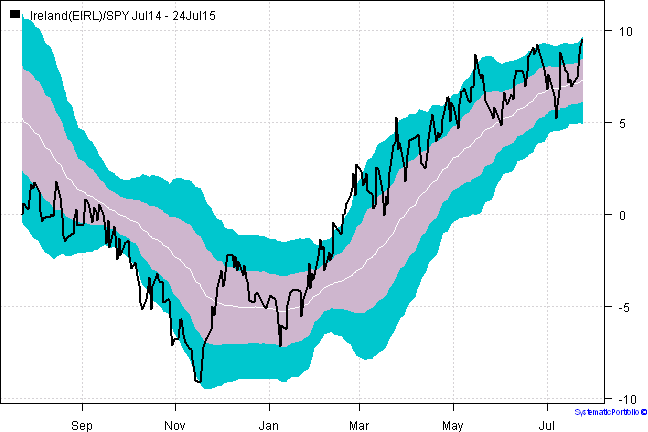 Ireland(EIRL)/SPY Jul14 - 24Jul15
10
5
0
-5
-10
Sep
Nov
Jan
Mar
May
Jul
SystematicPortfolio ©